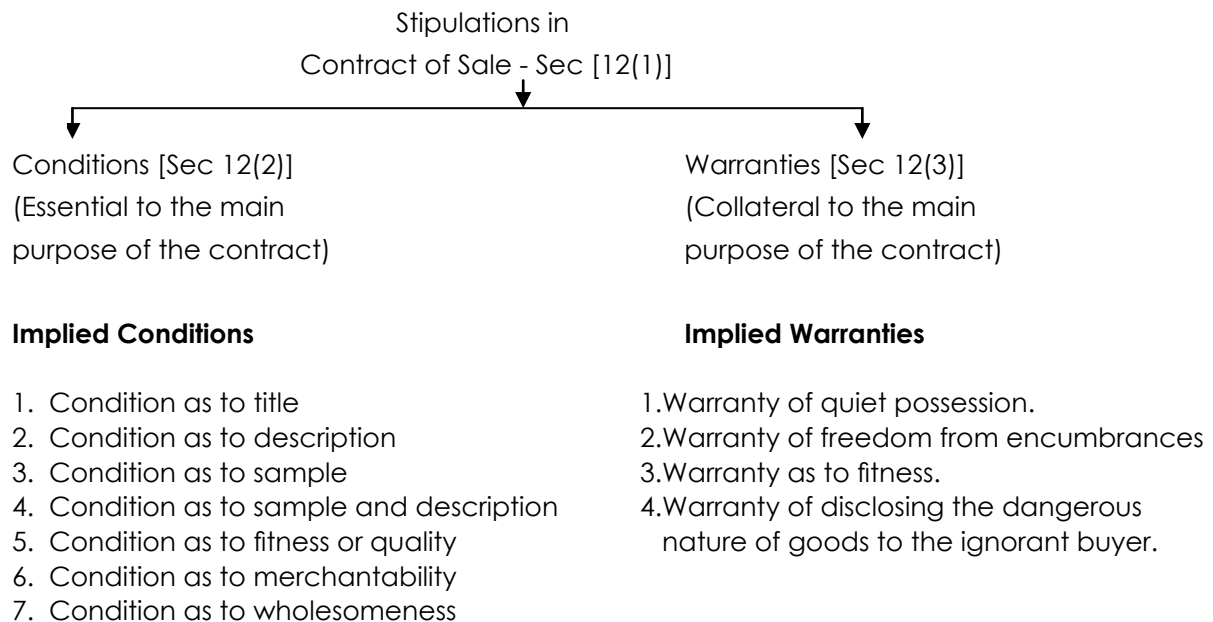 Stipulations in
Contract of Sale - Sec [12(1)]
Conditions [Sec 12(2)]
(Essential to the main
purpose of the contract)
Warranties [Sec 12(3)]
(Collateral to the main
purpose of the contract)
Implied Conditions
1. Condition as to title
2. Condition as to description
3. Condition as to sample
4. Condition as to sample and description
5. Condition as to fitness or quality
6. Condition as to merchantability
7. Condition as to wholesomeness
Implied Warranties
1.Warranty of quiet possession.
2.Warranty of freedom from encumbrances
3.Warranty as to fitness.
4.Warranty of disclosing the dangerous
nature of goods to the ignorant buyer.